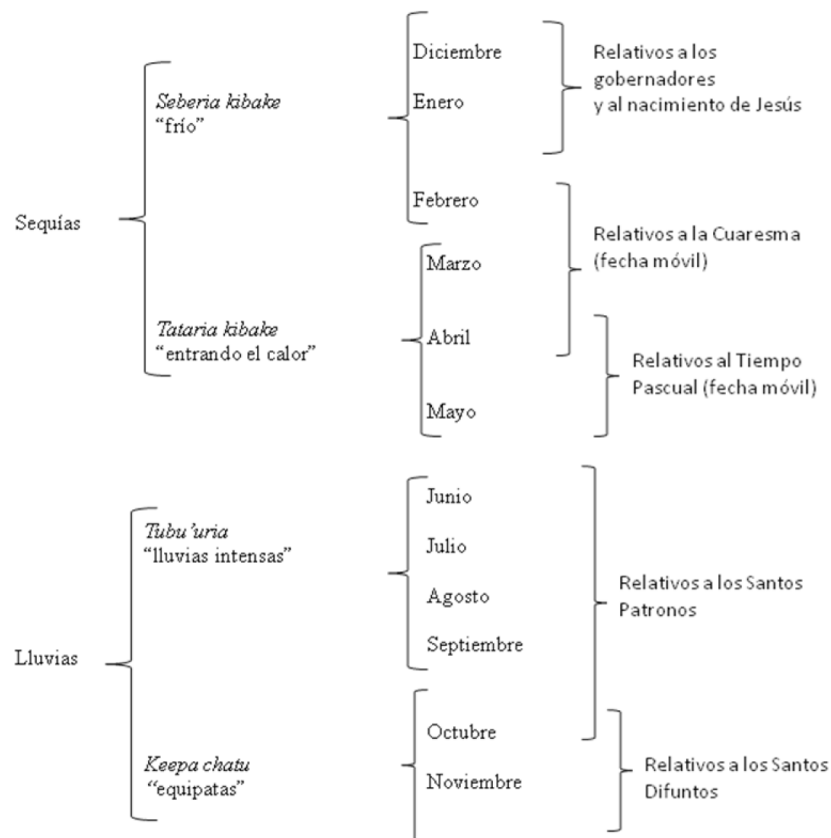 Sequías
Seberia kibake
“frío”
Diciembre
Enero
Febrero
Relativos a los
gobernadores
y al nacimiento de Jesús
Tataria kibake
“entrando el calor”
Marzo
Abril
Mayo
Relativos a la Cuaresma
(fecha móvil)
Relativos al Tiempo
Pascual (fecha móvil)
Lluvias
Tubu’uria
“lluvias intensas”
Junio
Julio
Agosto
Septiembre
Relativos a los Santos
Patronos
Keepa chatu
“equipatas”
Octubre
Noviembre
Relativos a los Santos
Difuntos